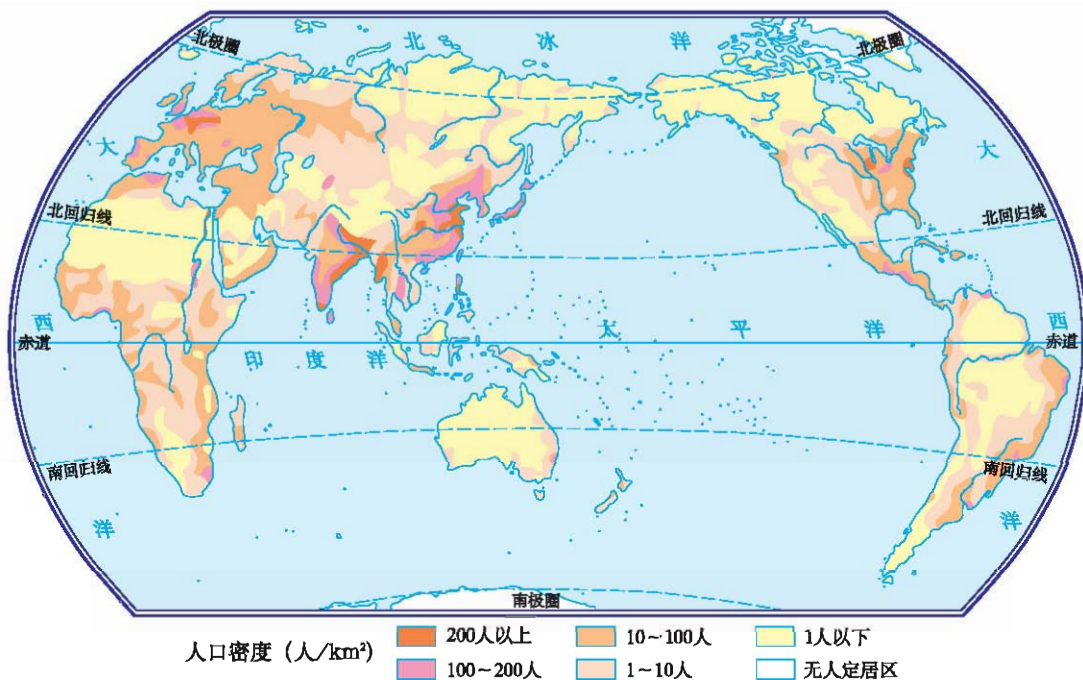 北冰洋
北极圈
北极圈
大
大
北回归线
北回归线
西
太平洋
西
赤道
赤道
印度洋
南回归线
南回归线
洋
洋
南极圈
人口密度（人/km²）
200人以上
10～100人
1人以下
100～200人
1～10人
无人定居区